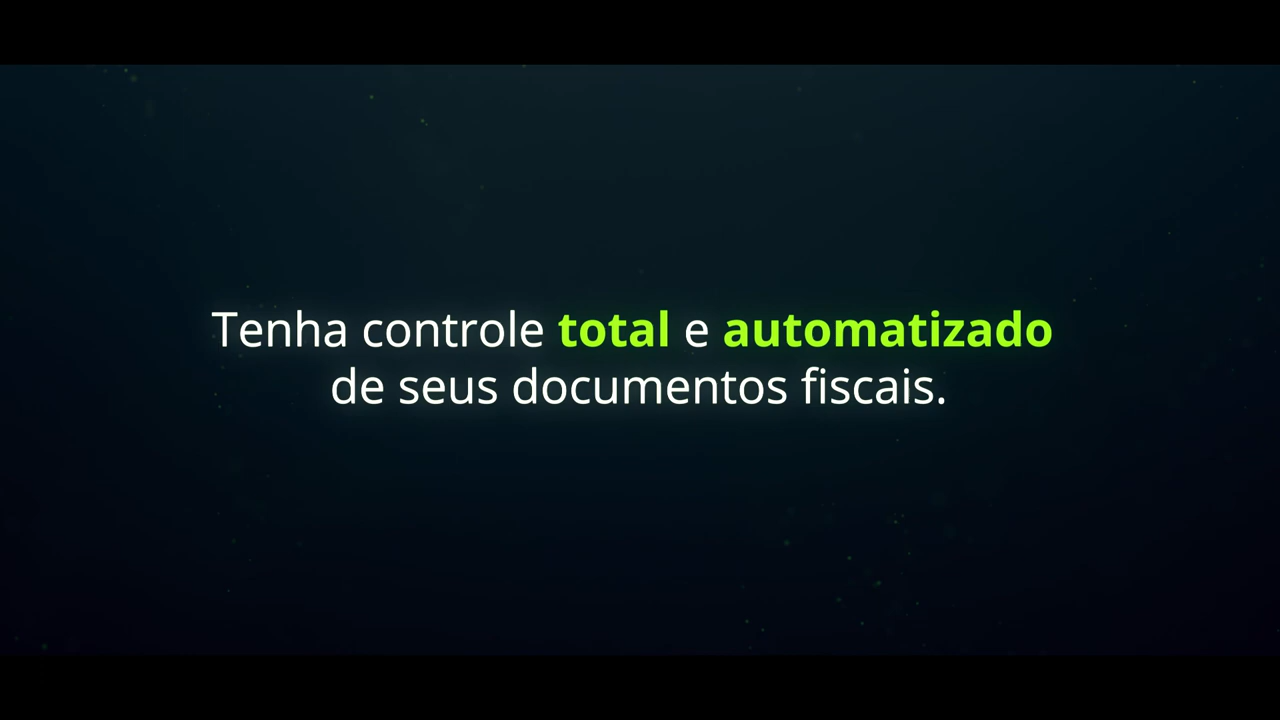 Tenha controle total e automatizado
de seus documentos fiscais.